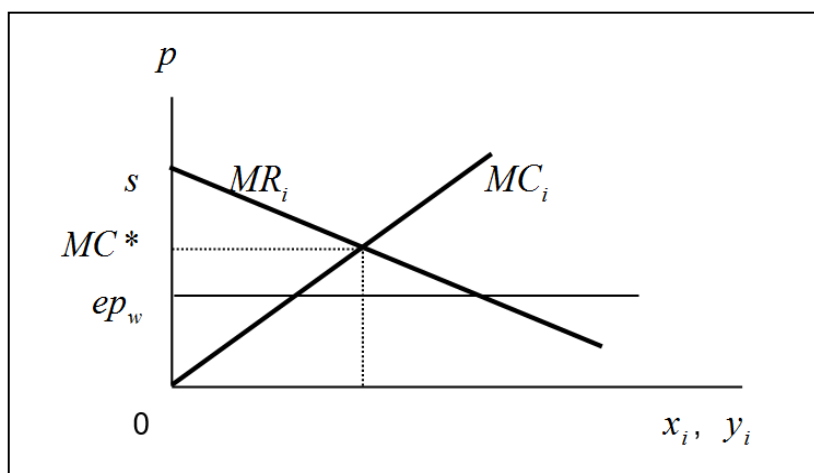 p
s
MR_i
MC_i
MC*
ep_w
0
x_i, y_i